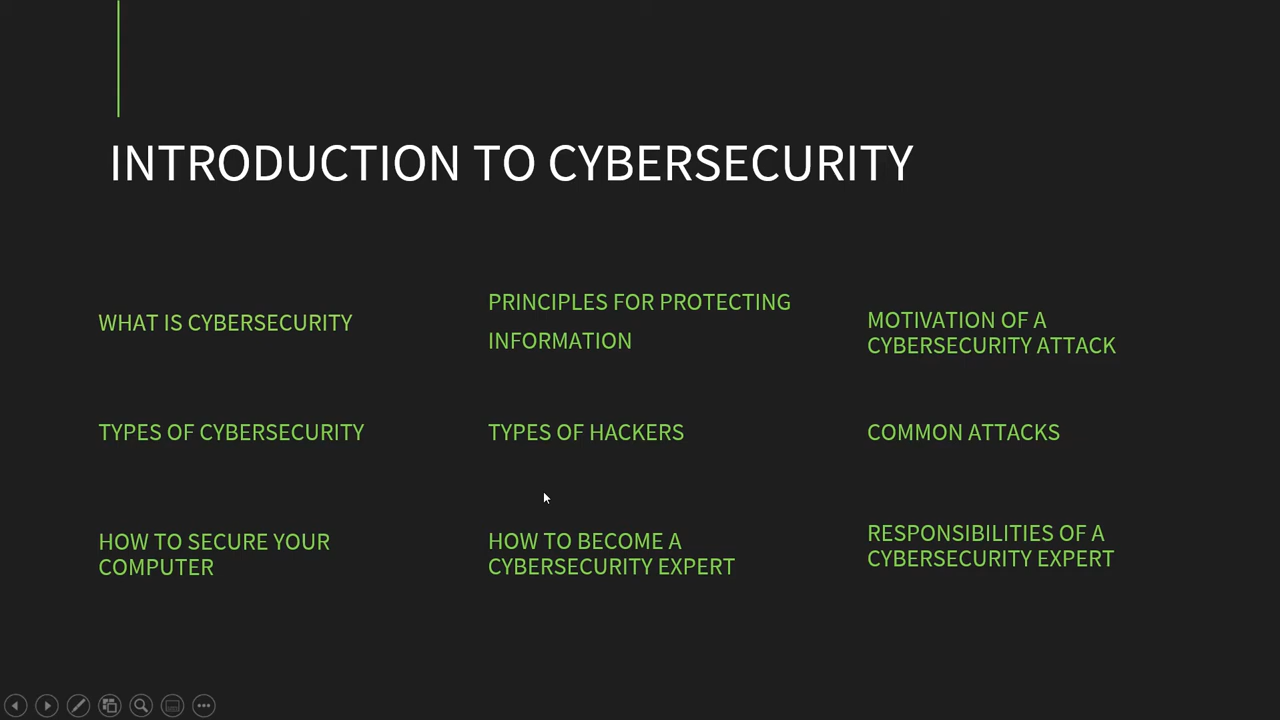 INTRODUCTION TO CYBERSECURITY
WHAT IS CYBERSECURITY
PRINCIPLES FOR PROTECTING
INFORMATION
MOTIVATION OF A
CYBERSECURITY ATTACK
TYPES OF CYBERSECURITY
TYPES OF HACKERS
COMMON ATTACKS
HOW TO SECURE YOUR
COMPUTER
HOW TO BECOME A
CYBERSECURITY EXPERT
RESPONSIBILITIES OF A
CYBERSECURITY EXPERT